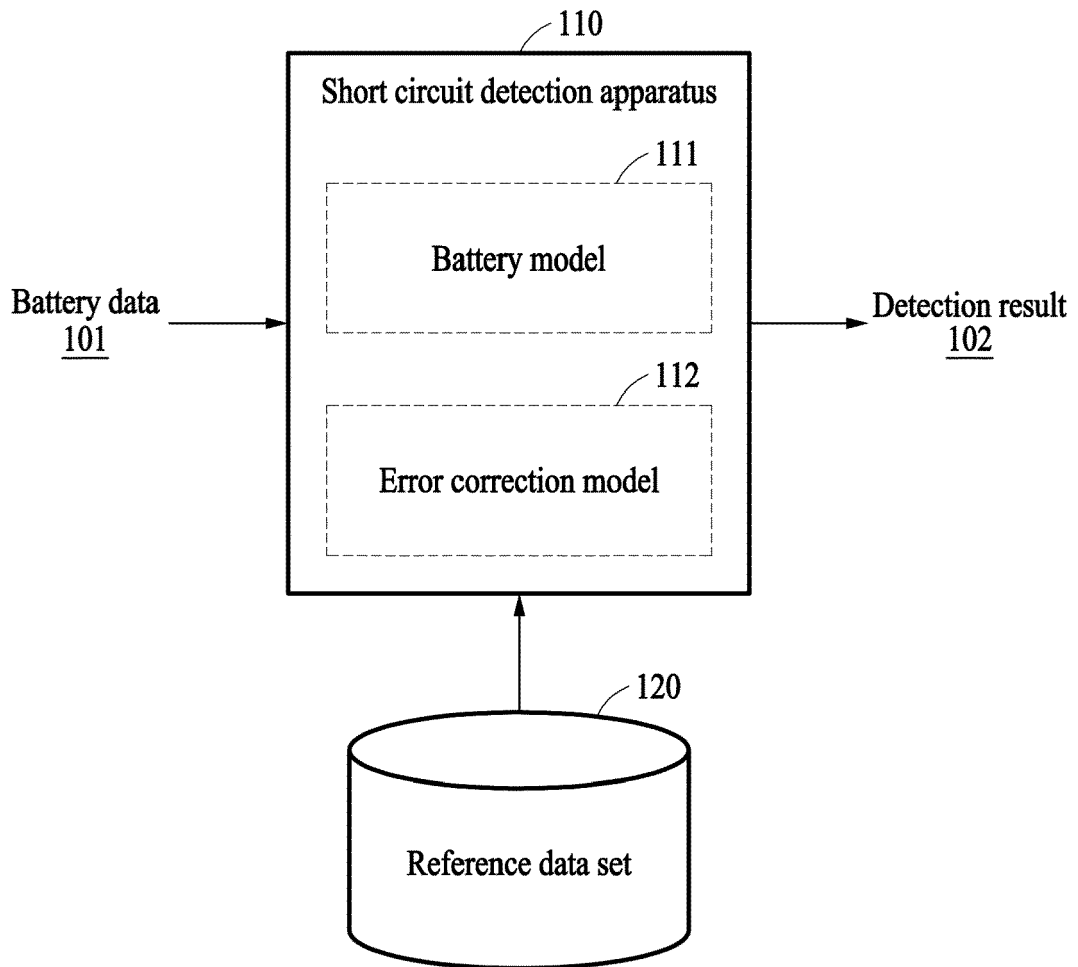 110
Short circuit detection apparatus
111
Battery model
Battery data
101
Detection result
102
112
Error correction model
120
Reference data set